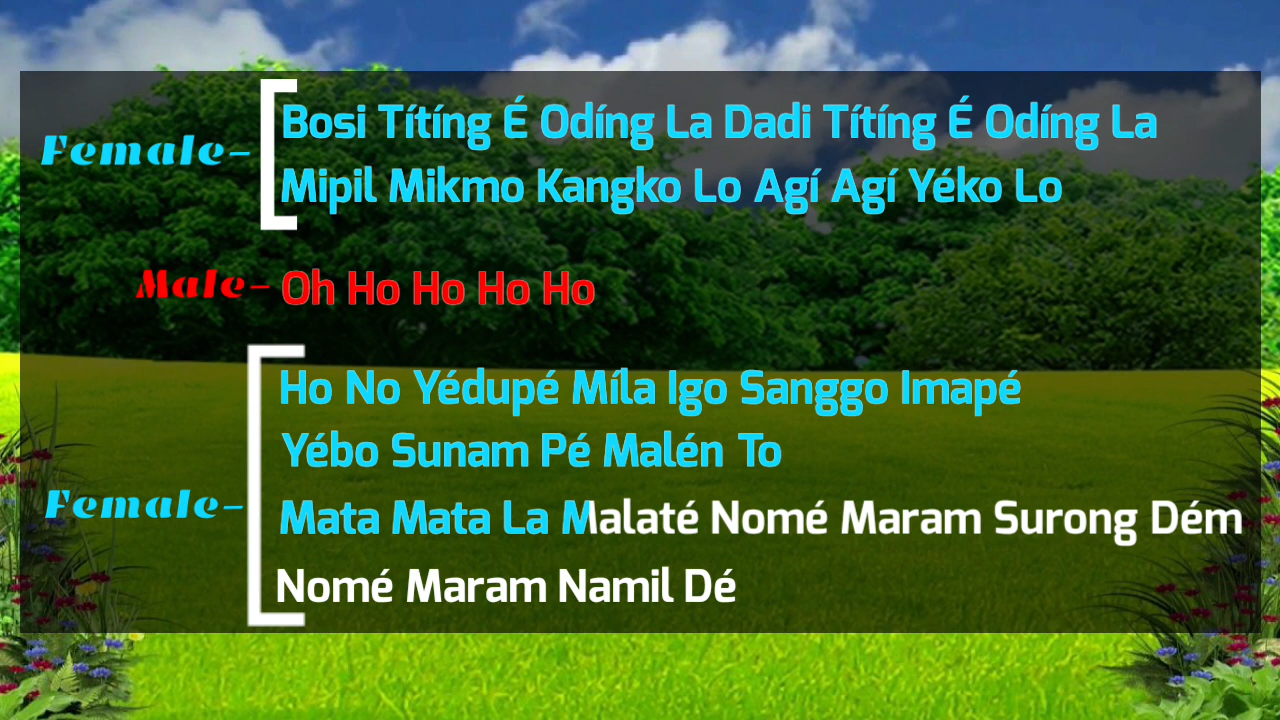 Female-
Bosi Títíng É Odíng La Dadi Títíng É Odíng La
Mipil Mikmo Kangko Lo Agí Agí Yéko Lo
Male- Oh Ho Ho Ho Ho
Female-
Ho No Yédupé Míla Igo Sanggo Imapé
Yébo Sunam Pé Malén To
Mata Mata La Malaté Nomé Maram Surong Dém
Nomé Maram Namil Dé